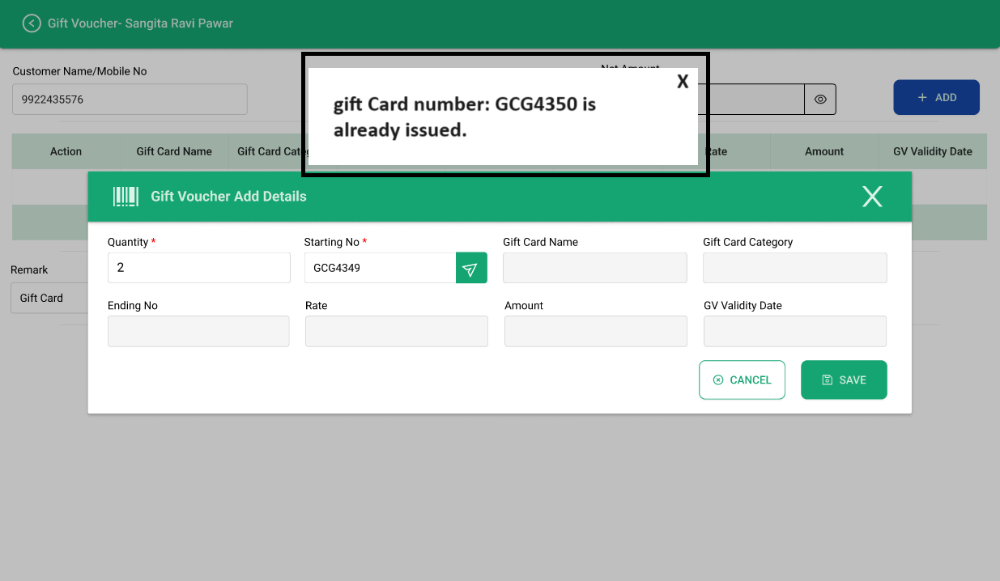 Gift Voucher- Sangita Ravi Pawar
Customer Name/Mobile No
Net Amount
9922435576
ADD
X
gift Card number: GCG4350 is
already issued.
Action Gift Card Name Gift Card Rate Amount GV Validity Date
Gift Voucher Add Details
X
Quantity * Starting No * Gift Card Name Gift Card Category
2 GCG4349
Remark
Gift Card
Ending No Rate Amount GV Validity Date
CANCEL SAVE